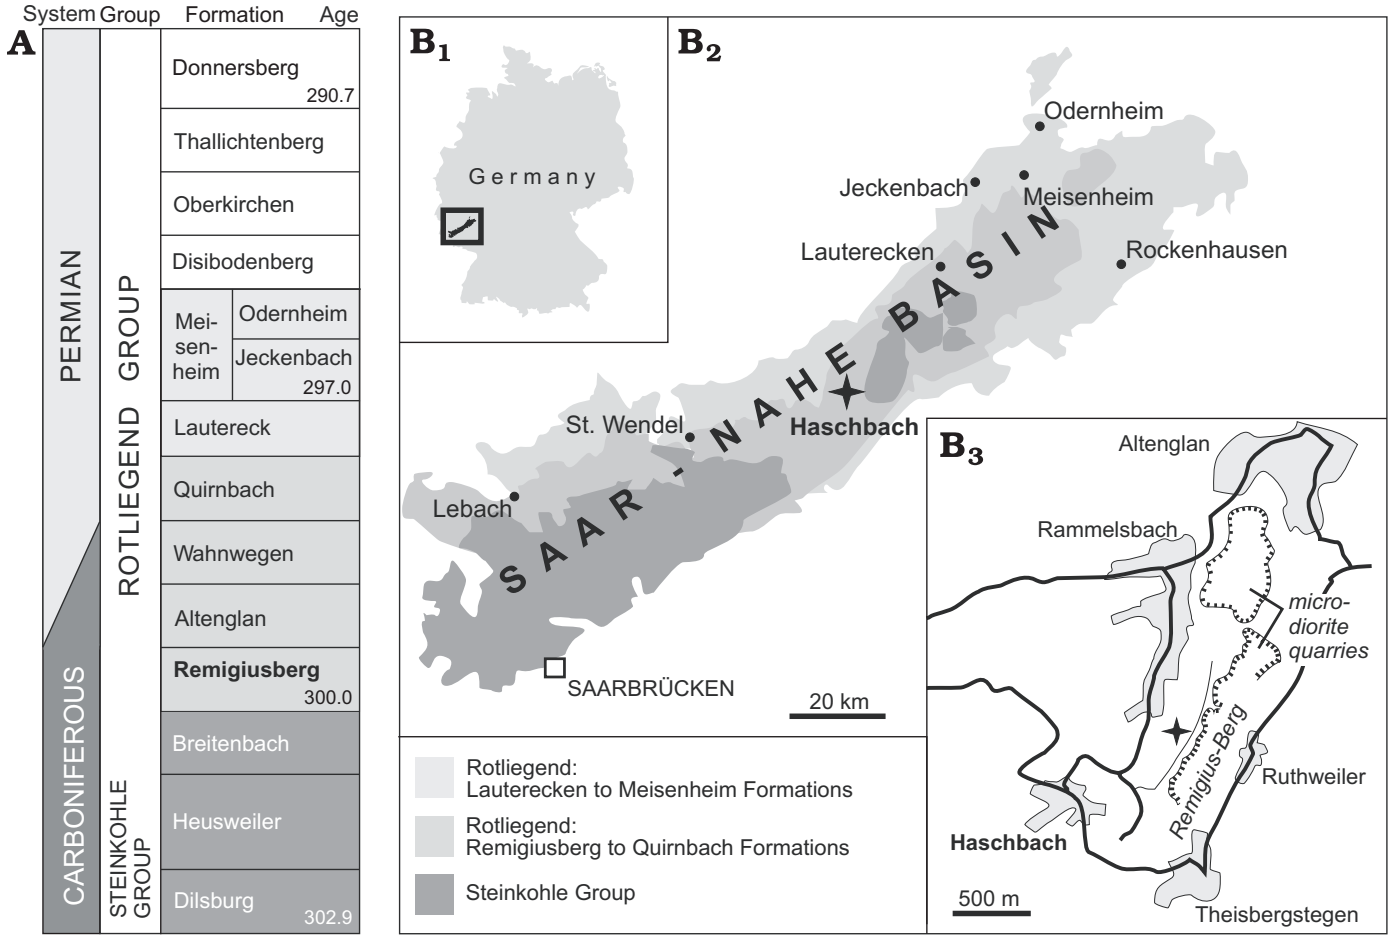 System Group Formation Age
A
Donnersberg
290.7
Thallichtenberg
Oberkirchen
Disibodenberg
Mei-
sen-
heim
Odernheim
Jeckenbach
297.0
Lautereck
Quirnbach
Wahnwegen
Altenglan
Remigiusberg
300.0
Breitenbach
Heusweiler
Dilsburg
302.9
PERMIAN
CARBONIFEROUS
ROTLIEGEND GROUP
STEINKOHLE
GROUP
B1
Germany
B2
Odernheim
Jeckenbach
Meisenheim
Lauterecken
Rockenhausen
SAAR - NAHE BASIN
St. Wendel
Haschbach
Lebach
SAARBRÜCKEN
20 km
Rotliegend:
Lauterecken to Meisenheim Formations
Rotliegend:
Remigiusberg to Quirnbach Formations
Steinkohle Group
B3
Altenglan
Rammelsbach
micro-
diorite
quarries
Remigius-Berg
Ruthweiler
Haschbach
500 m
Theisbergstegen